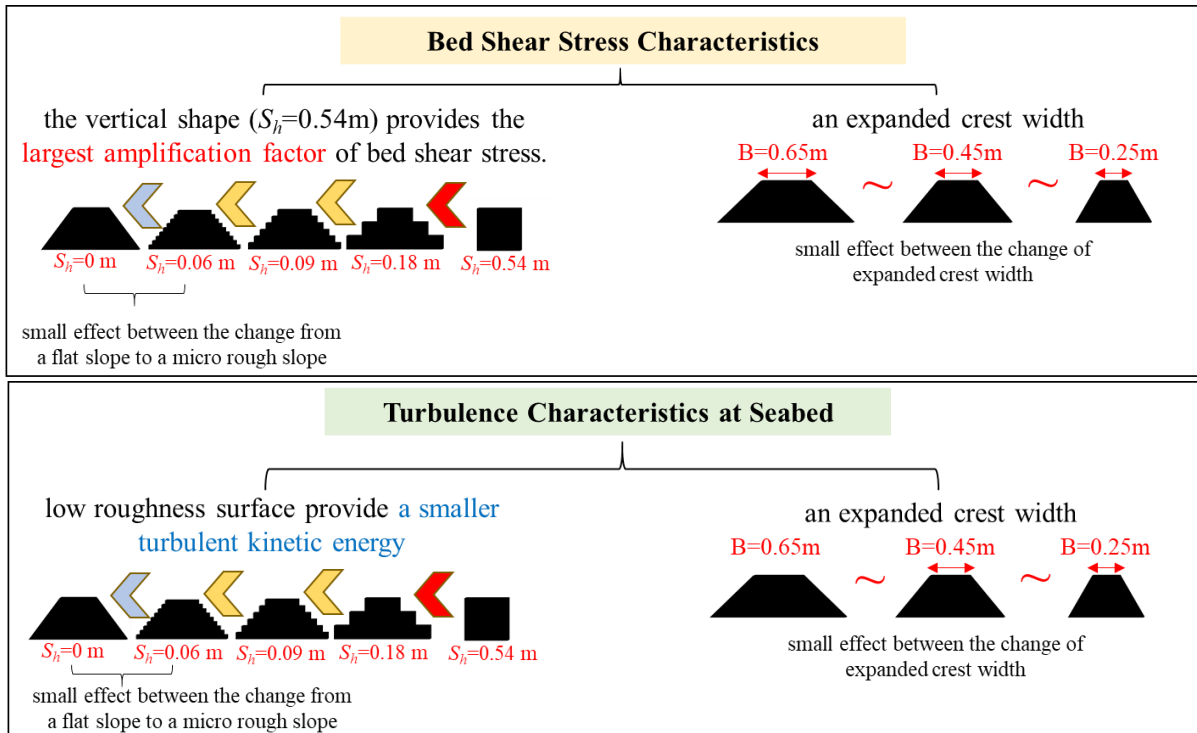 Bed Shear Stress Characteristics
the vertical shape (Sₕ=0.54m) provides the
largest amplification factor of bed shear stress.
Sₕ=0 m
Sₕ=0.06 m
Sₕ=0.09 m
Sₕ=0.18 m
Sₕ=0.54 m
small effect between the change from
a flat slope to a micro rough slope
an expanded crest width
B=0.65m
B=0.45m
B=0.25m
~
~
small effect between the change of
expanded crest width
Turbulence Characteristics at Seabed
low roughness surface provide a smaller
turbulent kinetic energy
Sₕ=0 m
Sₕ=0.06 m
Sₕ=0.09 m
Sₕ=0.18 m
Sₕ=0.54 m
small effect between the change from
a flat slope to a micro rough slope
an expanded crest width
B=0.65m
B=0.45m
B=0.25m
~
~
small effect between the change of
expanded crest width